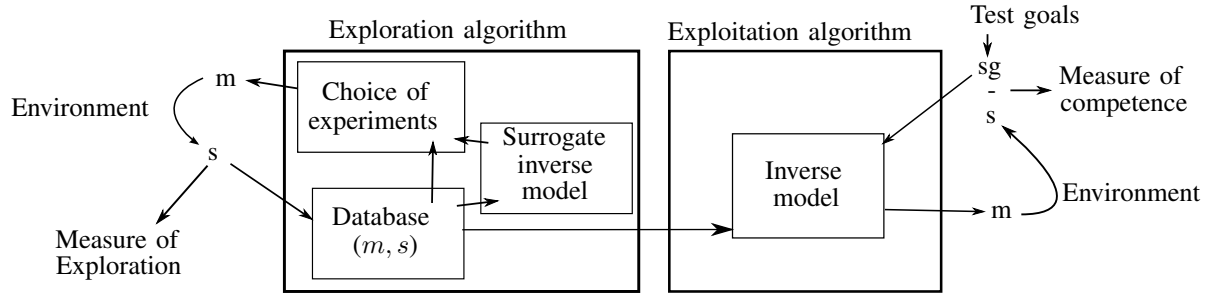 Exploration algorithm
m
Environment
s
Measure of
Exploration
Choice of
experiments
Surrogate
inverse
model
Database
(m, s)
Exploitation algorithm
Inverse
model
Test goals
sg
-
s
Measure of
competence
m
Environment